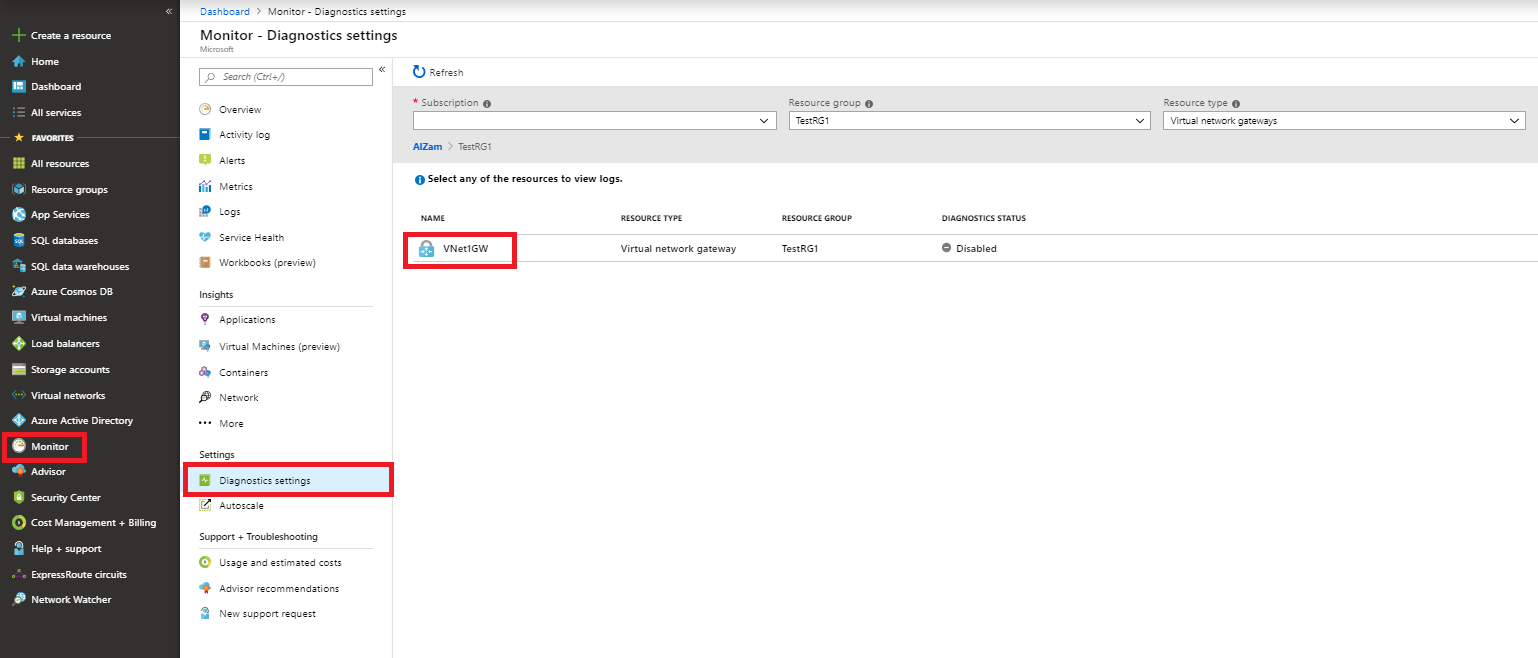 «
Create a resource
Home
Dashboard
All services
FAVORITES
All resources
Resource groups
App Services
SQL databases
SQL data warehouses
Azure Cosmos DB
Virtual machines
Load balancers
Storage accounts
Virtual networks
Azure Active Directory
Monitor
Advisor
Security Center
Cost Management + Billing
Help + support
ExpressRoute circuits
Network Watcher
Dashboard > Monitor - Diagnostics settings
Monitor - Diagnostics settings
Microsoft
Search (Ctrl+/) «
Overview
Activity log
Alerts
Metrics
Logs
Service Health
Workbooks (preview)
Insights
Applications
Virtual Machines (preview)
Containers
Network
More
Settings
Diagnostics settings
Autoscale
Support + Troubleshooting
Usage and estimated costs
Advisor recommendations
New support request
Refresh
* Subscription Resource group Resource type
TestRG1 Virtual network gateways
AIZam > TestRG1
Select any of the resources to view logs.
NAME RESOURCE TYPE RESOURCE GROUP DIAGNOSTICS STATUS
VNet1GW Virtual network gateway TestRG1 Disabled